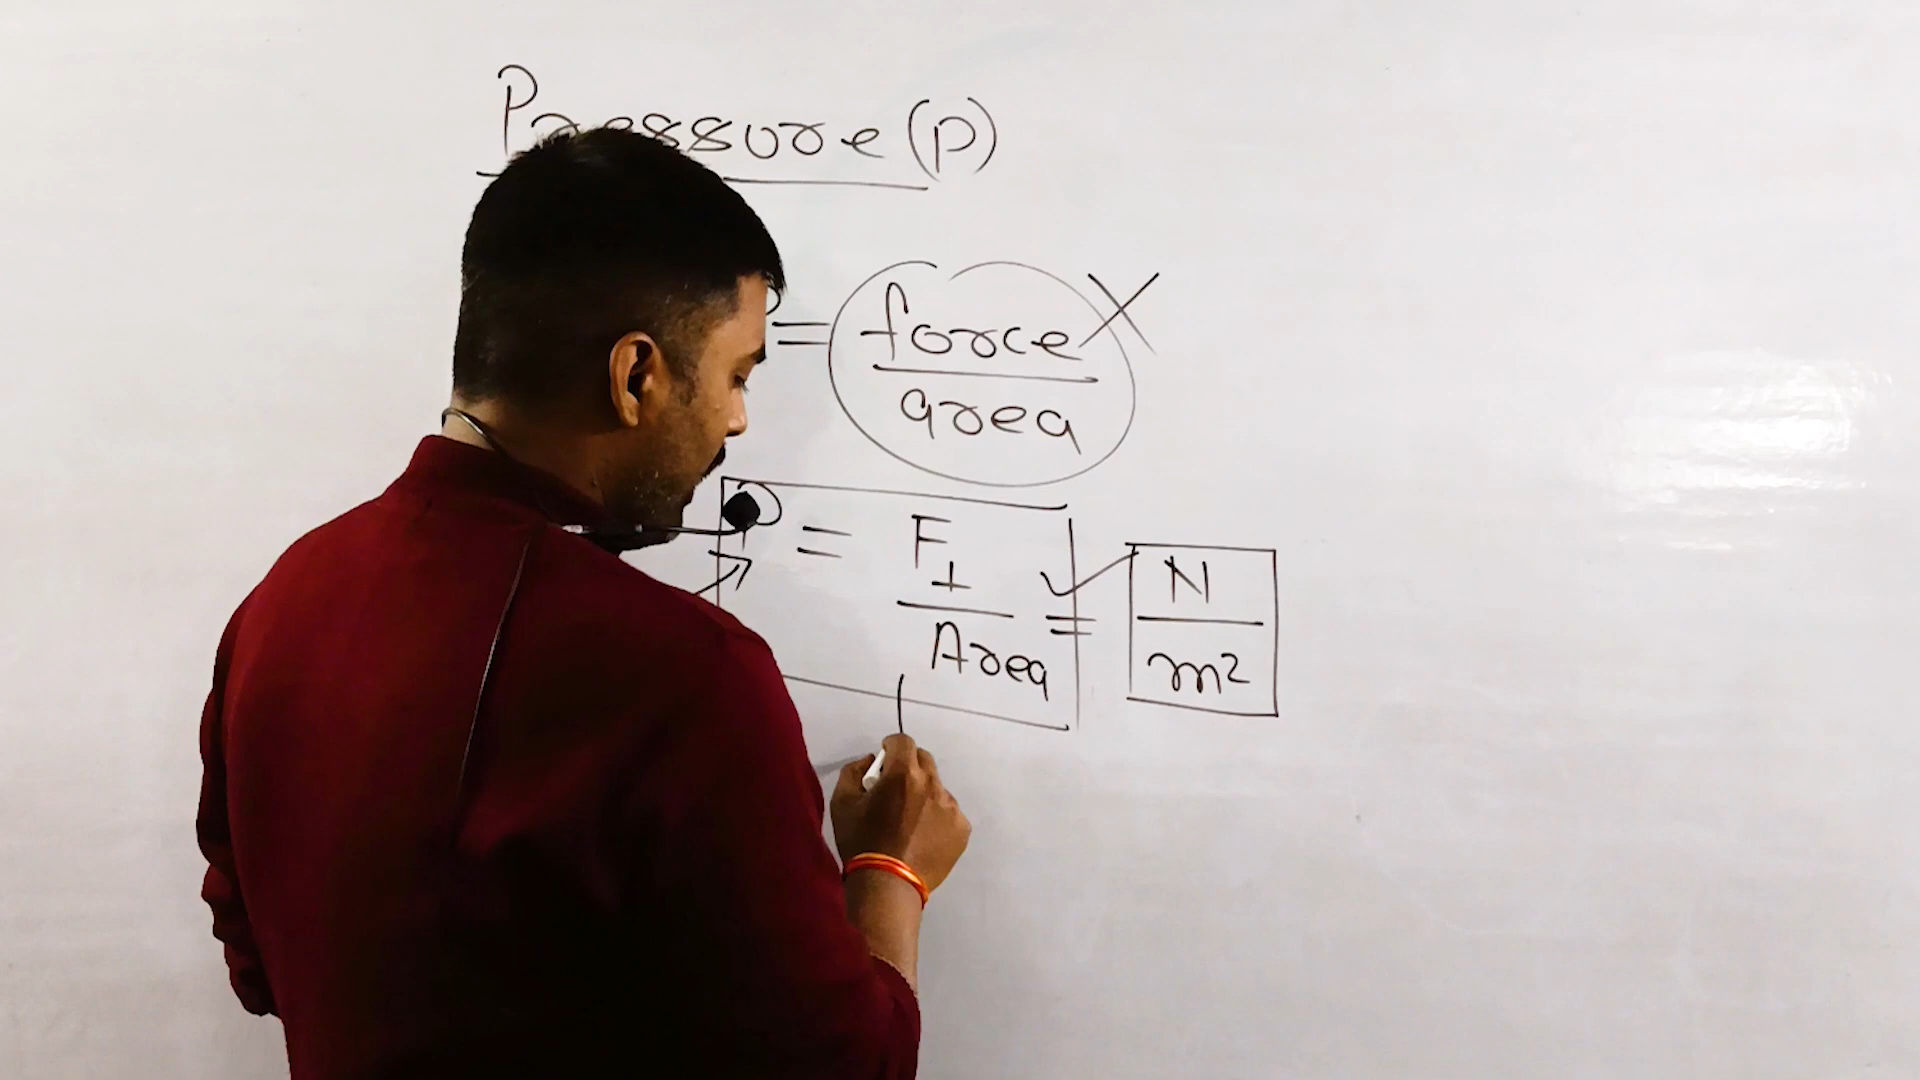 Pressure (P)
= force X
area
P = F⊥ ✓
Area
= N
m²